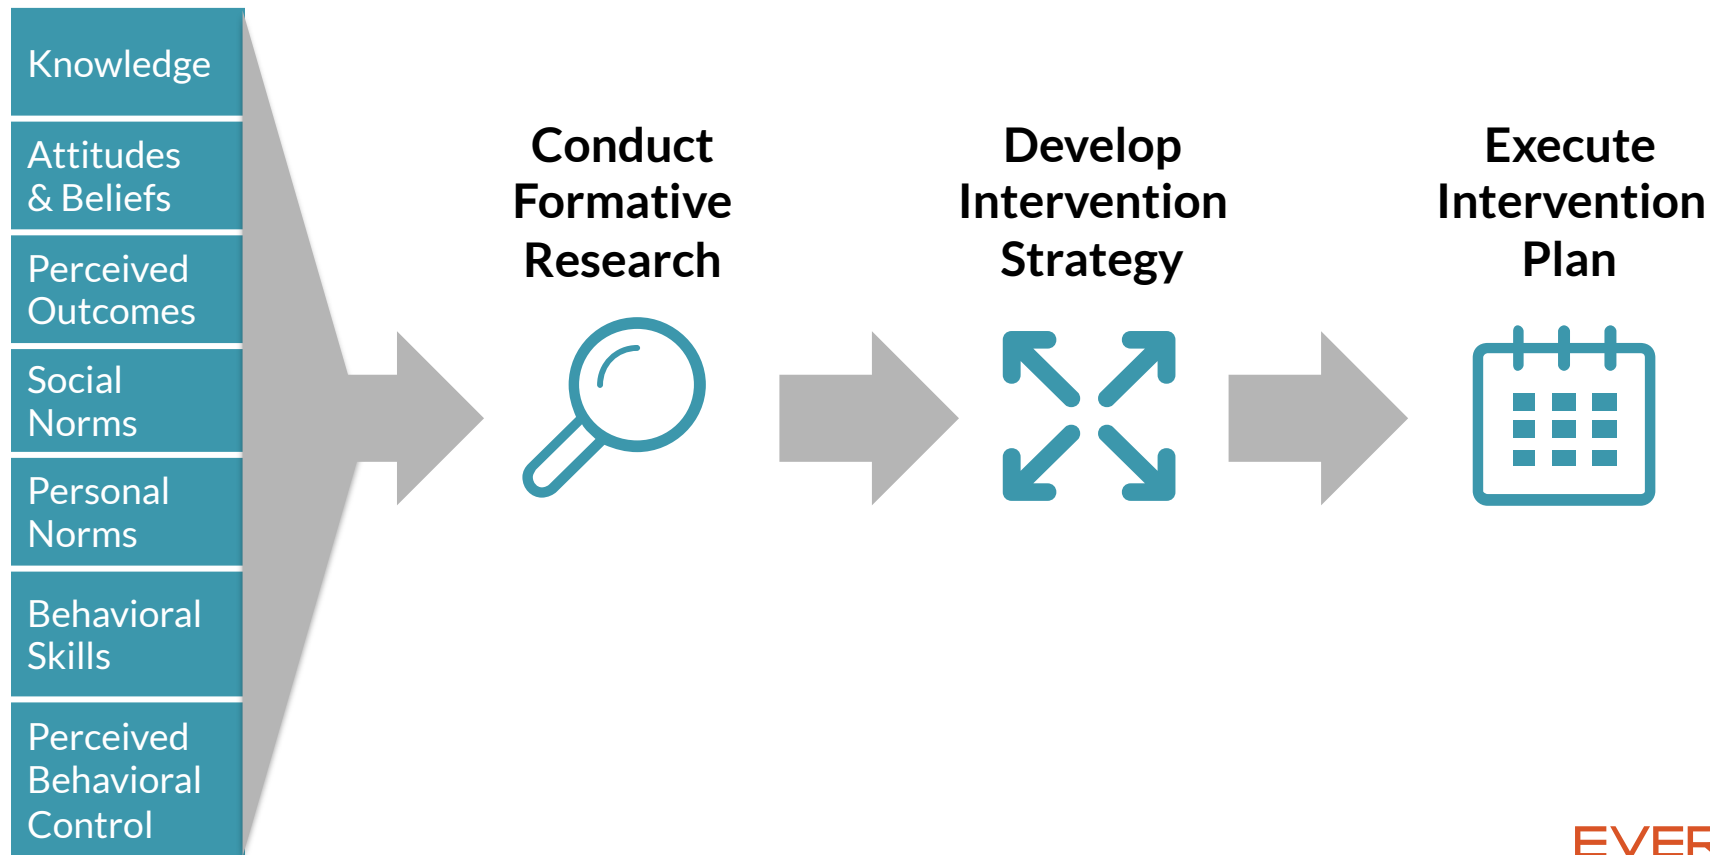 Knowledge
Attitudes
& Beliefs
Perceived
Outcomes
Social
Norms
Personal
Norms
Behavioral
Skills
Perceived
Behavioral
Control
Conduct
Formative
Research
Develop
Intervention
Strategy
Execute
Intervention
Plan